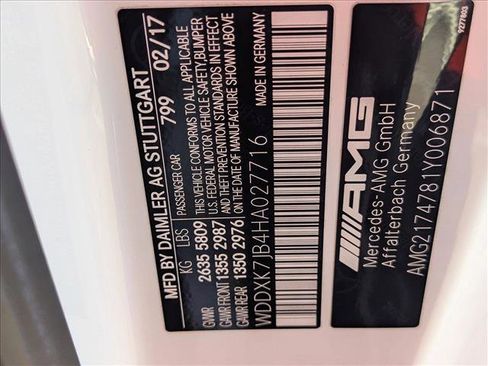 MFD BY DAIMLER AG STUTTGART
799 02/17
PASSENGER CAR
THIS VEHICLE CONFORMS TO ALL APPLICABLE
U.S. FEDERAL MOTOR VEHICLE SAFETY, BUMPER
AND THEFT PREVENTION STANDARDS IN EFFECT
ON THE DATE OF MANUFACTURE SHOWN ABOVE.
MADE IN GERMANY
KG LBS
GVWR 2635 5809
GAWR FRONT 1355 2987
GAWR REAR 1350 2976
WDDXK7JB4HA027716
9277603
AMG
Mercedes-AMG GmbH
Affalterbach Germany
AMG2174781Y006871